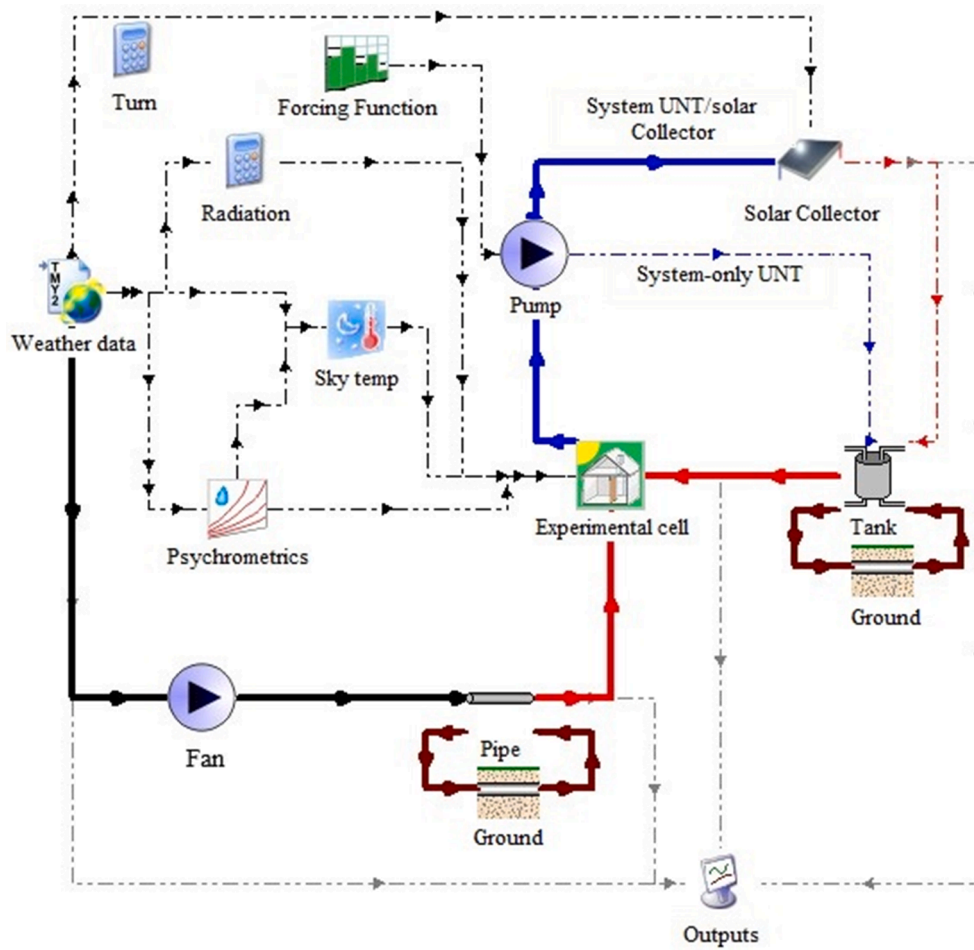 Turn
Forcing Function
System UNT/solar
Collector
Radiation
Solar Collector
TMY2
System-only UNT
Pump
Weather data
Sky temp
Experimental cell
Tank
Psychrometrics
Ground
Fan
Pipe
Ground
Outputs